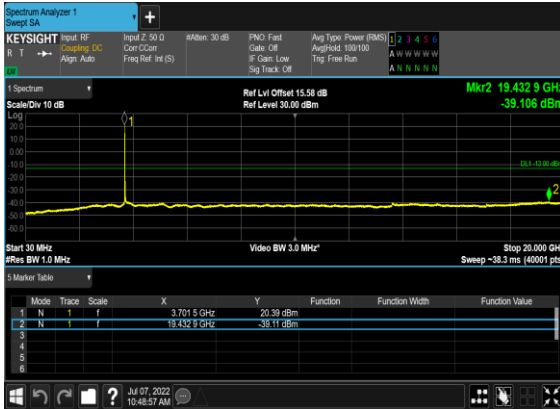 Spectrum Analyzer 1
Swept SA
KEYSIGHT
R T
Input: RF
Coupling: DC
Align: Auto
Input Z: 50 Ω
Corr CCorr
Freq Ref: Int (S)
#Atten: 30 dB
PNO: Fast
Gate: Off
IF Gain: Low
Sig Track: Off
Avg Type: Power (RMS)
Avg|Hold: 100/100
Trig: Free Run
1 2 3 4 5 6
A W W W W W
A N N N N N
1 Spectrum
Scale/Div 10 dB
Ref Lvl Offset 15.58 dB
Ref Level 30.00 dBm
Mkr2 19.432 9 GHz
-39.106 dBm
Log
20.0
10.0
0.00
-10.0
-20.0
-30.0
-40.0
-50.0
-60.0
1
DL1 -13.00 dBm
2
Start 30 MHz
#Res BW 1.0 MHz
Video BW 3.0 MHz*
Stop 20.000 GHz
Sweep ~38.3 ms (40001 pts)
5 Marker Table
Mode Trace Scale X Y Function Function Width Function Value
1 N 1 f 3.701 5 GHz 20.39 dBm
2 N 1 f 19.432 9 GHz -39.11 dBm
3
4
5
6
Jul 07, 2022
10:48:57 AM